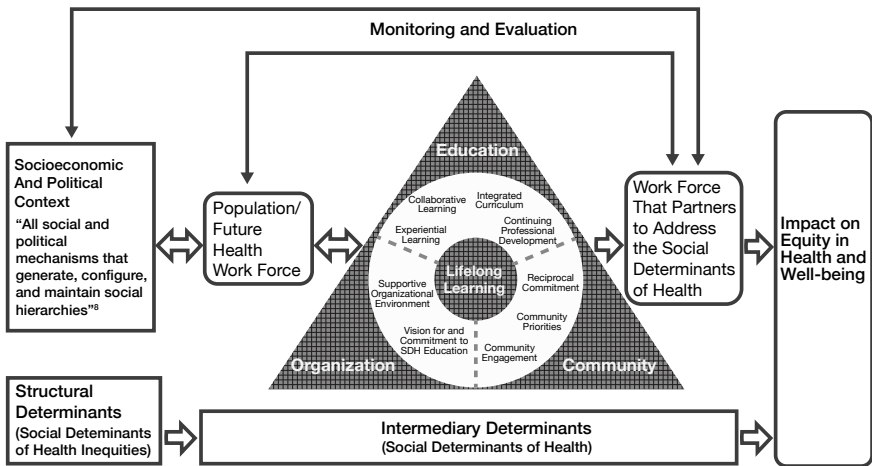 Monitoring and Evaluation
Socioeconomic
And Political
Context
“All social and
political
mechanisms that
generate, configure,
and maintain social
hierarchies”8
Population/
Future
Health
Work Force
Education
Collaborative
Learning
Integrated
Curriculum
Experiential
Learning
Continuing
Professional
Development
Lifelong
Learning
Supportive
Organizational
Environment
Reciprocal
Commitment
Vision for and
Commitment to
SDH Education
Community
Priorities
Community
Engagement
Organization
Community
Work Force
That Partners
to Address
the Social
Determinants
of Health
Impact on
Equity in
Health and
Well-being
Structural
Determinants
(Social Deteminants
of Health Inequities)
Intermediary Determinants
(Social Determinants of Health)